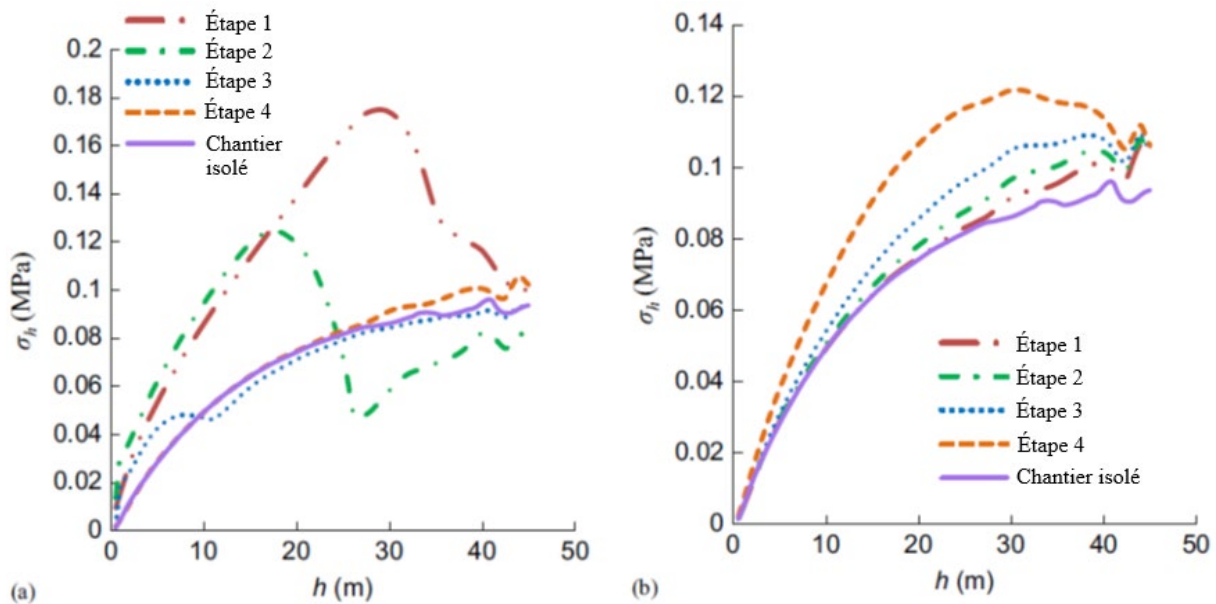 Étape 1
Étape 2
Étape 3
Étape 4
Chantier
isolé
0.2
0.18
0.16
0.14
0.12
0.1
0.08
0.06
0.04
0.02
0
σh (MPa)
0 10 20 30 40 50
h (m)
(a)
0.14
0.12
0.1
0.08
0.06
0.04
0.02
0
σh (MPa)
Étape 1
Étape 2
Étape 3
Étape 4
Chantier isolé
0 10 20 30 40 50
h (m)
(b)